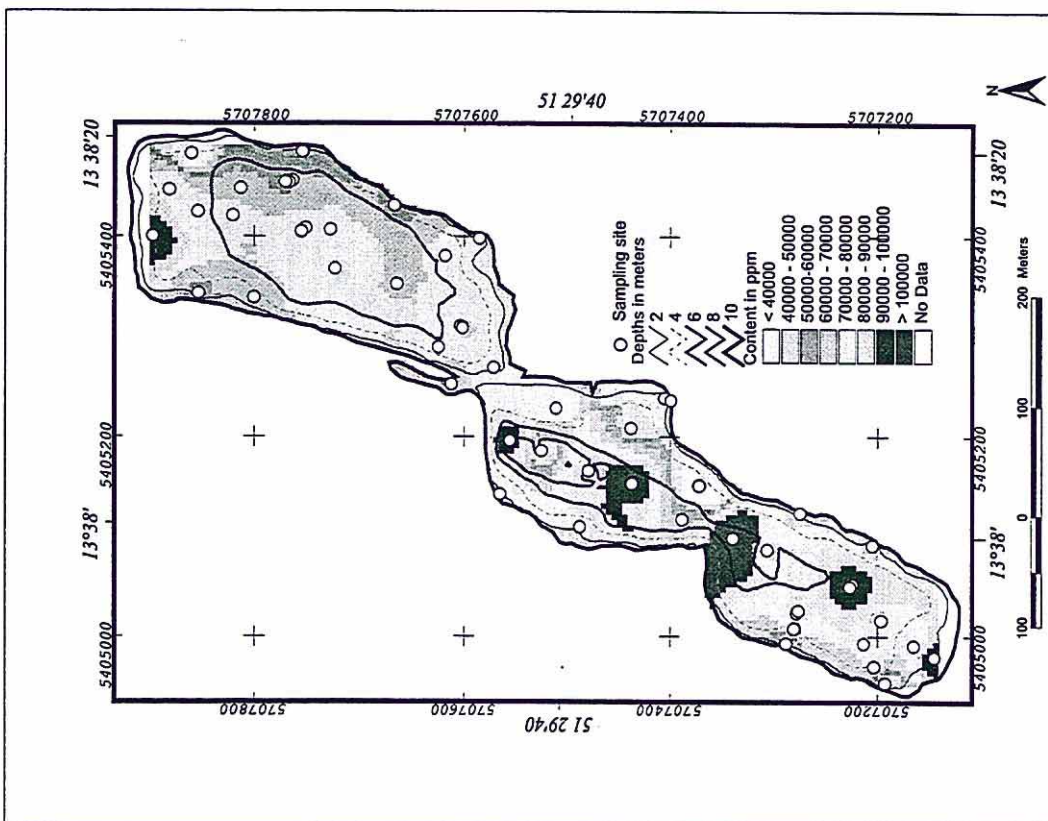 5707800
51 29'40
5707600
5707400
5707200
13 38'20
5405400
5405200
13°38'
5405000
13 38'20
5405400
13°38'
5405000
5707800
5707600
51 29'40
5707400
5707200
N
Sampling site
Depths in meters
2
4
6
8
10
Content in ppm
< 40000
40000 - 50000
50000-60000
60000 - 70000
70000 - 80000
80000 - 90000
90000 - 100000
> 100000
No Data
100 0 100 200 Meters